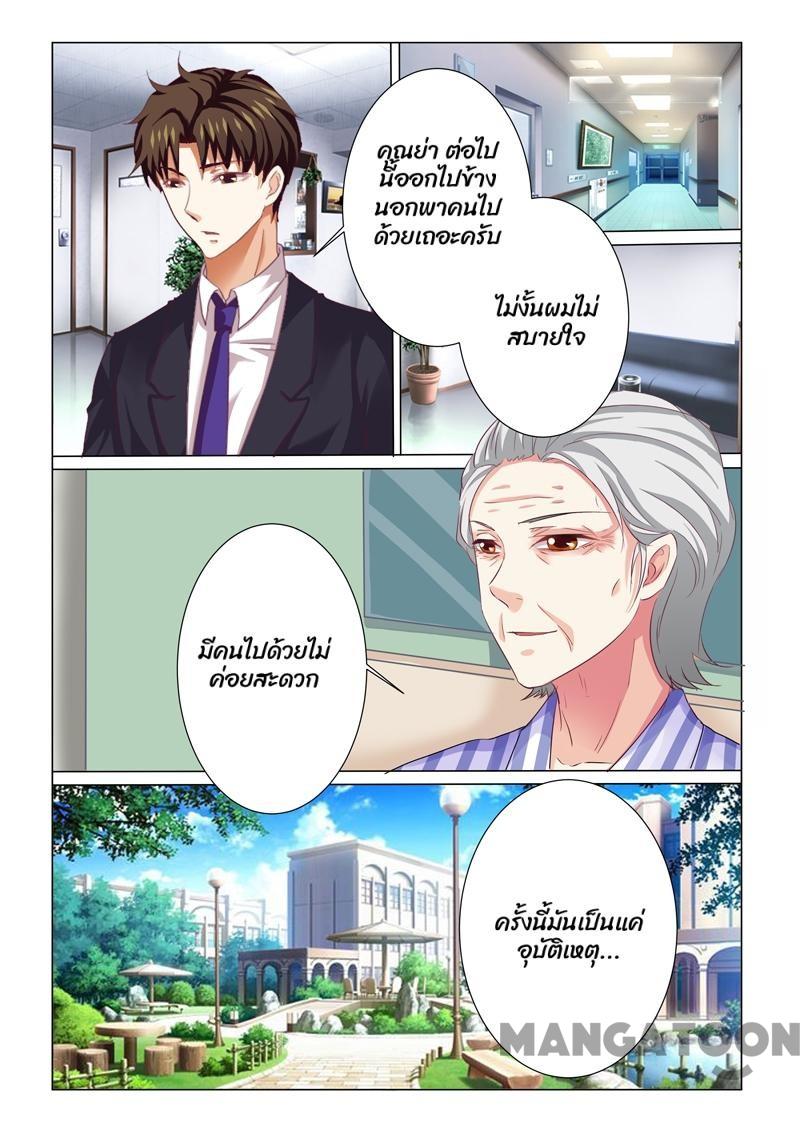 คุณย่า ต่อไป
นี้ออกไปข้าง
นอกพาคนไป
ด้วยเถอะครับ
ไม่งั้นผมไม่
สบายใจ
มีคนไปด้วยไม่
ค่อยสะดวก
ครั้งนี้มันเป็นแค่
อุบัติเหตุ...
MANGATOON